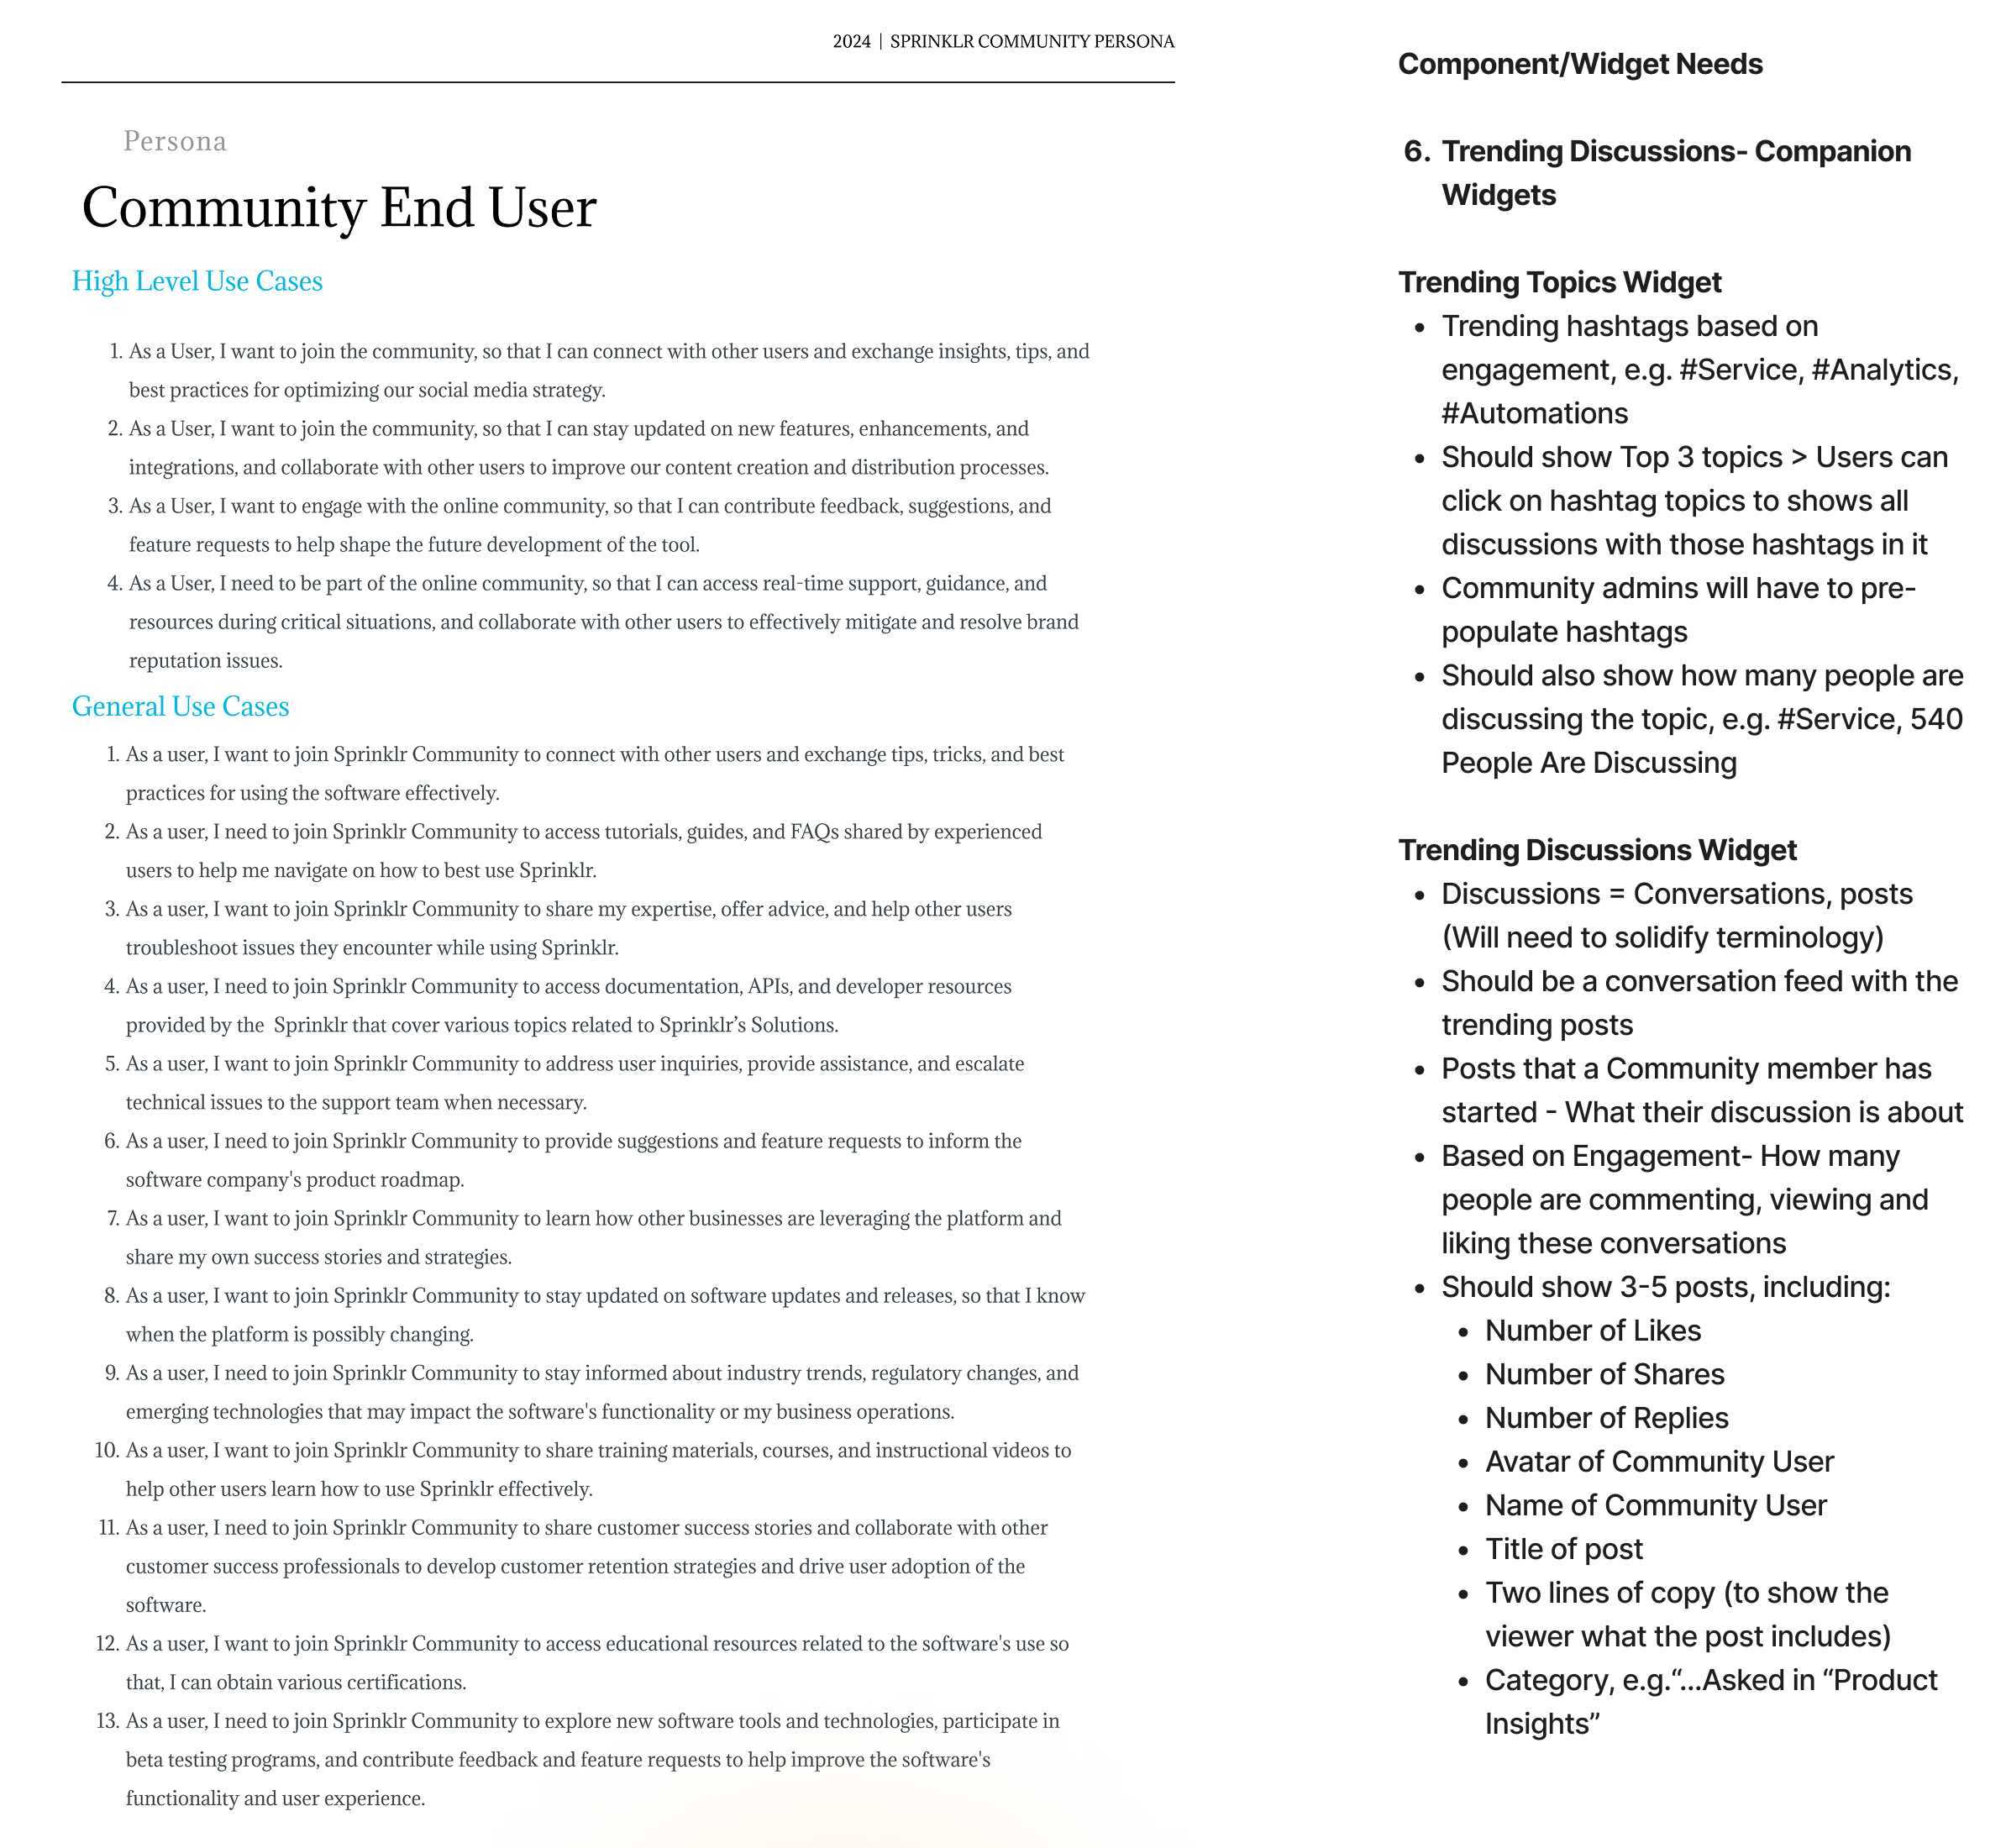 2024 | SPRINKLR COMMUNITY PERSONA
Persona
Community End User
High Level Use Cases
1. As a User, I want to join the community, so that I can connect with other users and exchange insights, tips, and
best practices for optimizing our social media strategy.
2. As a User, I want to join the community, so that I can stay updated on new features, enhancements, and
integrations, and collaborate with other users to improve our content creation and distribution processes.
3. As a User, I want to engage with the online community, so that I can contribute feedback, suggestions, and
feature requests to help shape the future development of the tool.
4. As a User, I need to be part of the online community, so that I can access real-time support, guidance, and
resources during critical situations, and collaborate with other users to effectively mitigate and resolve brand
reputation issues.
General Use Cases
1. As a user, I want to join Sprinklr Community to connect with other users and exchange tips, tricks, and best
practices for using the software effectively.
2. As a user, I need to join Sprinklr Community to access tutorials, guides, and FAQs shared by experienced
users to help me navigate on how to best use Sprinklr.
3. As a user, I want to join Sprinklr Community to share my expertise, offer advice, and help other users
troubleshoot issues they encounter while using Sprinklr.
4. As a user, I need to join Sprinklr Community to access documentation, APIs, and developer resources
provided by the  Sprinklr that cover various topics related to Sprinklr’s Solutions.
5. As a user, I want to join Sprinklr Community to address user inquiries, provide assistance, and escalate
technical issues to the support team when necessary.
6. As a user, I need to join Sprinklr Community to provide suggestions and feature requests to inform the
software company's product roadmap.
7. As a user, I want to join Sprinklr Community to learn how other businesses are leveraging the platform and
share my own success stories and strategies.
8. As a user, I want to join Sprinklr Community to stay updated on software updates and releases, so that I know
when the platform is possibly changing.
9. As a user, I need to join Sprinklr Community to stay informed about industry trends, regulatory changes, and
emerging technologies that may impact the software's functionality or my business operations.
10. As a user, I want to join Sprinklr Community to share training materials, courses, and instructional videos to
help other users learn how to use Sprinklr effectively.
11. As a user, I need to join Sprinklr Community to share customer success stories and collaborate with other
customer success professionals to develop customer retention strategies and drive user adoption of the
software.
12. As a user, I want to join Sprinklr Community to access educational resources related to the software's use so
that, I can obtain various certifications.
13. As a user, I need to join Sprinklr Community to explore new software tools and technologies, participate in
beta testing programs, and contribute feedback and feature requests to help improve the software's
functionality and user experience.
Component/Widget Needs
6. Trending Discussions- Companion
Widgets
Trending Topics Widget
• Trending hashtags based on
engagement, e.g. #Service, #Analytics,
#Automations
• Should show Top 3 topics > Users can
click on hashtag topics to shows all
discussions with those hashtags in it
• Community admins will have to pre-
populate hashtags
• Should also show how many people are
discussing the topic, e.g. #Service, 540
People Are Discussing
Trending Discussions Widget
• Discussions = Conversations, posts
(Will need to solidify terminology)
• Should be a conversation feed with the
trending posts
• Posts that a Community member has
started - What their discussion is about
• Based on Engagement- How many
people are commenting, viewing and
liking these conversations
• Should show 3-5 posts, including:
• Number of Likes
• Number of Shares
• Number of Replies
• Avatar of Community User
• Name of Community User
• Title of post
• Two lines of copy (to show the
viewer what the post includes)
• Category, e.g.“...Asked in “Product
Insights”